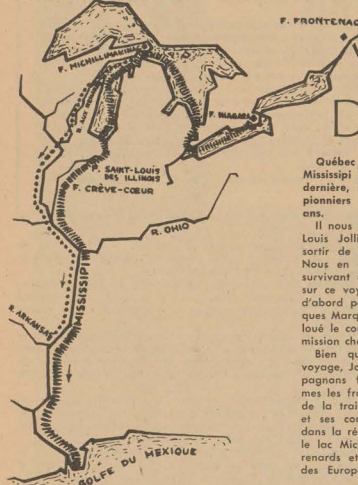 F. FRONTENAC
F. MICHILLIMAKINAC
F. NIAGARA
D
F. SAINT-LOUIS
DES ILLINOIS
F. CRÈVE-CŒUR
R. OHIO
MISSISSIPI
R. ARKANSAS
GOLFE DU MEXIQUE
Québec
Mississipi
dernière,
pionniers
ans.
Il nous
Louis Jolli
sortir de
Nous en
survivant
sur ce voy
d'abord p
ques Marq
loué le cou
mission che
Bien qu
voyage, Jo
pagnons f
mes les fr
de la trai
et ses con
dans la ré
le lac Mic
renards et
des Europ